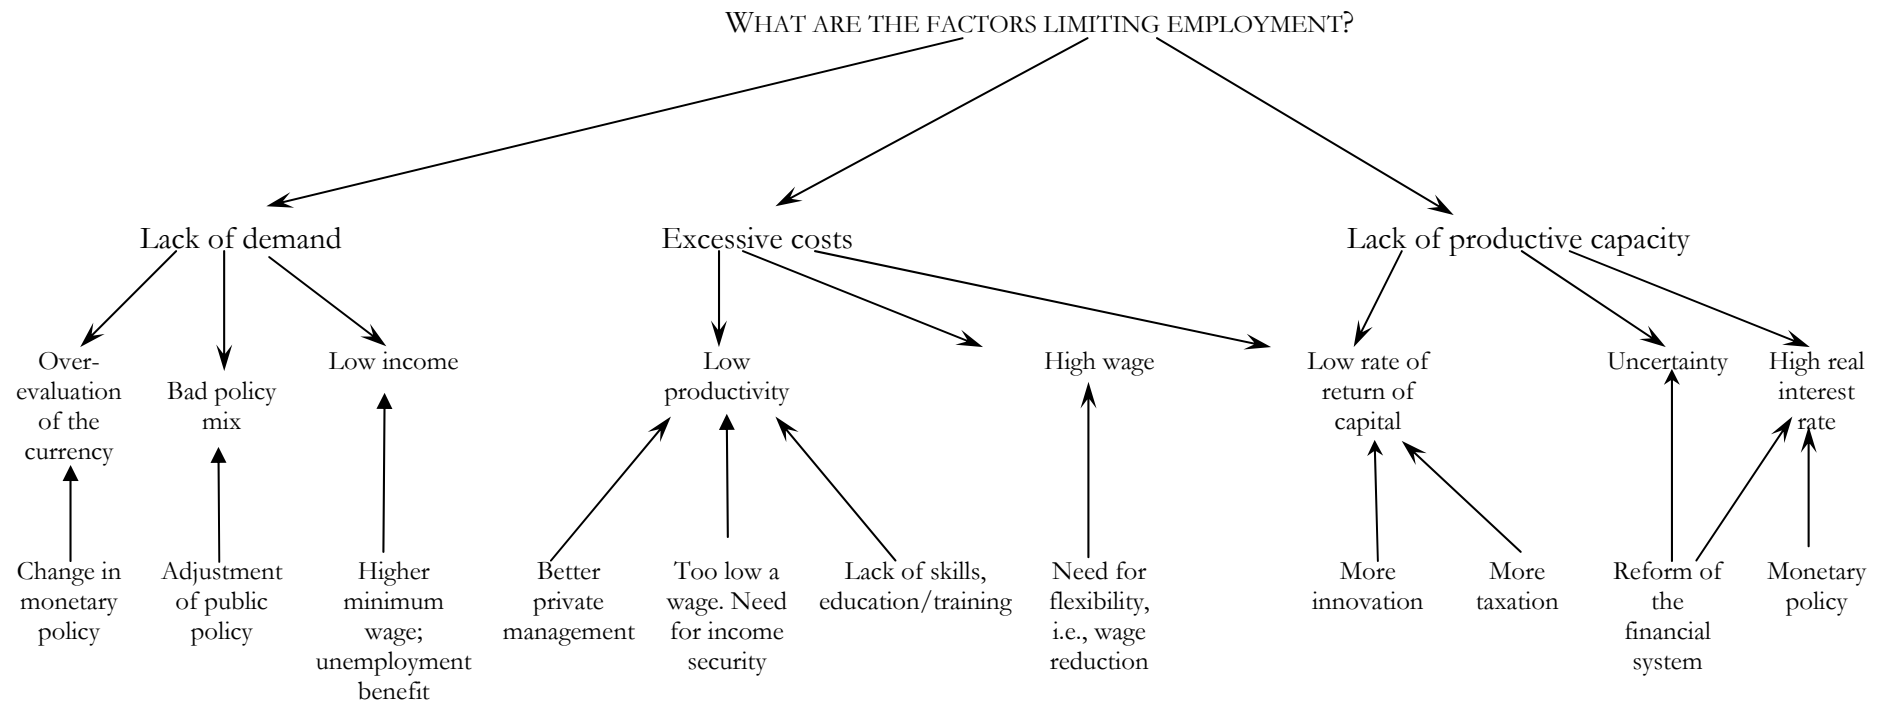 WHAT ARE THE FACTORS LIMITING EMPLOYMENT?
Lack of demand
Excessive costs
Lack of productive capacity
Over-
evaluation
of the
currency
Bad policy
mix
Low income
Low
productivity
High wage
Low rate of
return of
capital
Uncertainty
High real
interest
rate
Change in
monetary
policy
Adjustment
of public
policy
Higher
minimum
wage;
unemployment
benefit
Better
private
management
Too low a
wage. Need
for income
security
Lack of skills,
education/training
Need for
flexibility,
i.e., wage
reduction
More
innovation
More
taxation
Reform of
the
financial
system
Monetary
policy